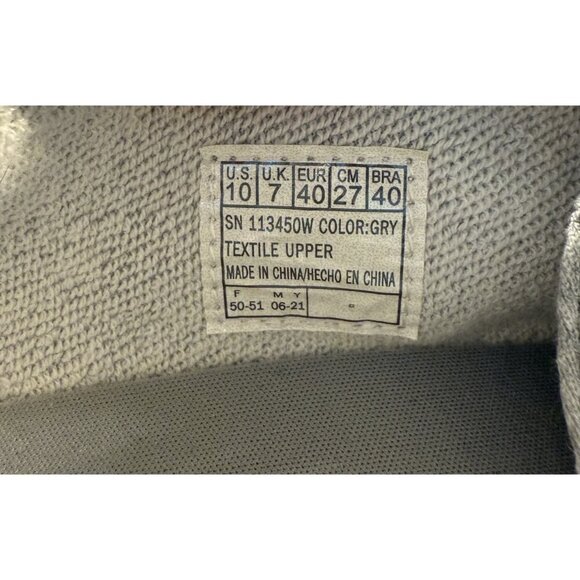 U.S. U.K. EUR CM BRA
10 7 40 27 40
SN 113450W COLOR:GRY
TEXTILE UPPER
MADE IN CHINA/HECHO EN CHINA
F M Y
50-51 06-21